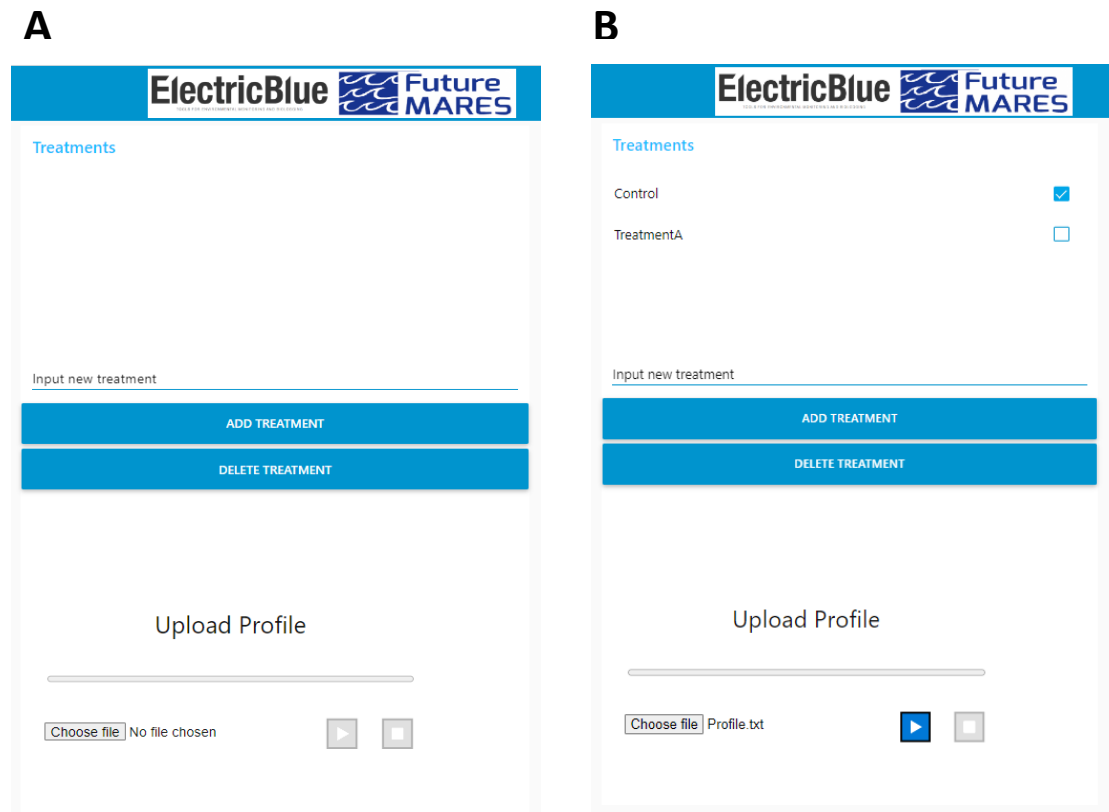 A
ElectricBlue
Future
MARES
Treatments
Input new treatment
ADD TREATMENT
DELETE TREATMENT
Upload Profile
Choose file No file chosen
B
ElectricBlue
Future
MARES
Treatments
Control
TreatmentA
Input new treatment
ADD TREATMENT
DELETE TREATMENT
Upload Profile
Choose file Profile.txt